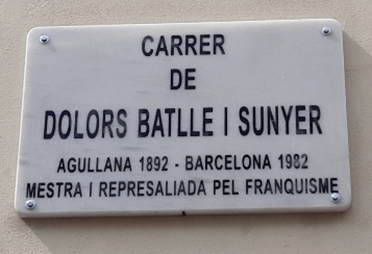 CARRER
DE
DOLORS BATLLE I SUNYER
AGULLANA 1892 - BARCELONA 1982
MESTRA I REPRESALIADA PEL FRANQUISME